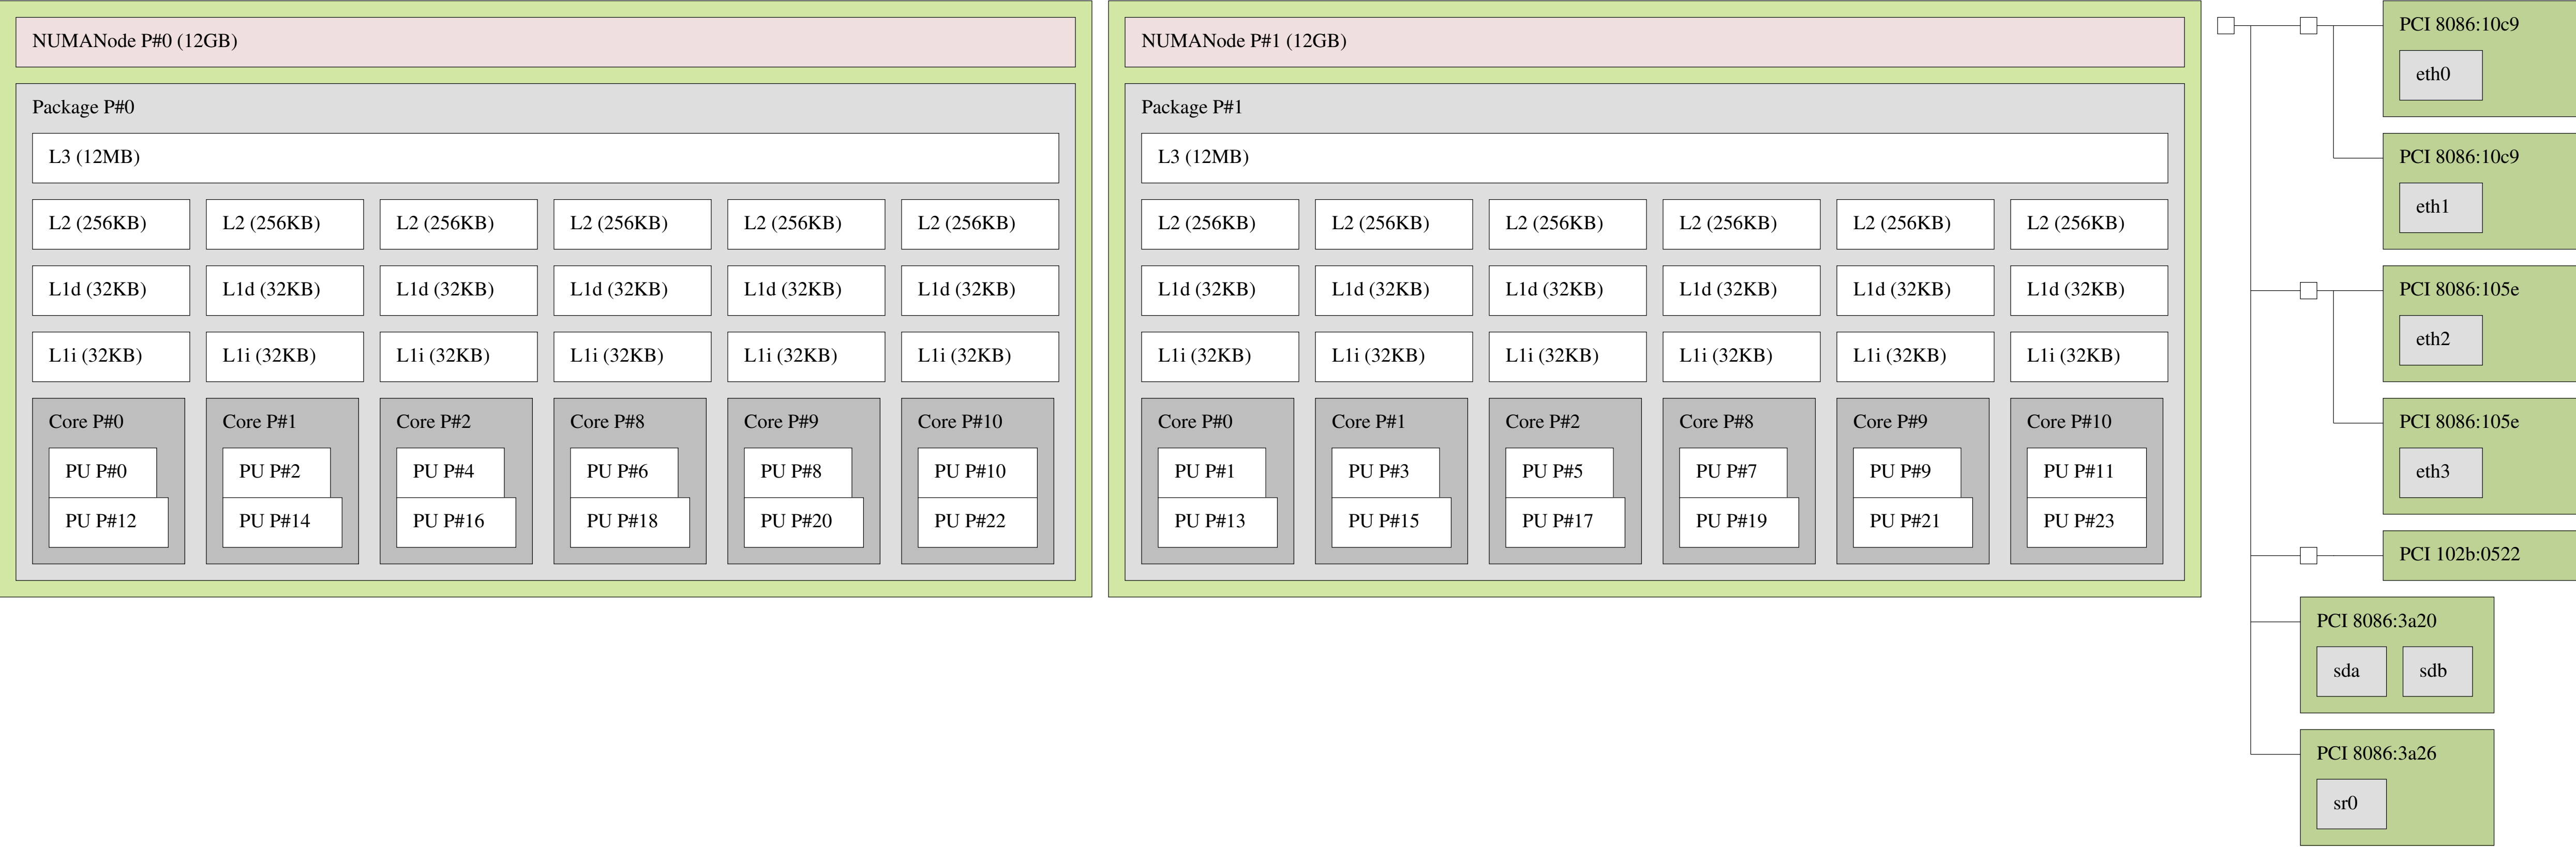 NUMANode P#0 (12GB)
Package P#0
L3 (12MB)
L2 (256KB) L2 (256KB) L2 (256KB) L2 (256KB) L2 (256KB) L2 (256KB)
L1d (32KB) L1d (32KB) L1d (32KB) L1d (32KB) L1d (32KB) L1d (32KB)
L1i (32KB) L1i (32KB) L1i (32KB) L1i (32KB) L1i (32KB) L1i (32KB)
Core P#0 Core P#1 Core P#2 Core P#8 Core P#9 Core P#10
PU P#0 PU P#2 PU P#4 PU P#6 PU P#8 PU P#10
PU P#12 PU P#14 PU P#16 PU P#18 PU P#20 PU P#22
NUMANode P#1 (12GB)
Package P#1
L3 (12MB)
L2 (256KB) L2 (256KB) L2 (256KB) L2 (256KB) L2 (256KB) L2 (256KB)
L1d (32KB) L1d (32KB) L1d (32KB) L1d (32KB) L1d (32KB) L1d (32KB)
L1i (32KB) L1i (32KB) L1i (32KB) L1i (32KB) L1i (32KB) L1i (32KB)
Core P#0 Core P#1 Core P#2 Core P#8 Core P#9 Core P#10
PU P#1 PU P#3 PU P#5 PU P#7 PU P#9 PU P#11
PU P#13 PU P#15 PU P#17 PU P#19 PU P#21 PU P#23
PCI 8086:10c9
eth0
PCI 8086:10c9
eth1
PCI 8086:105e
eth2
PCI 8086:105e
eth3
PCI 102b:0522
PCI 8086:3a20
sda sdb
PCI 8086:3a26
sr0